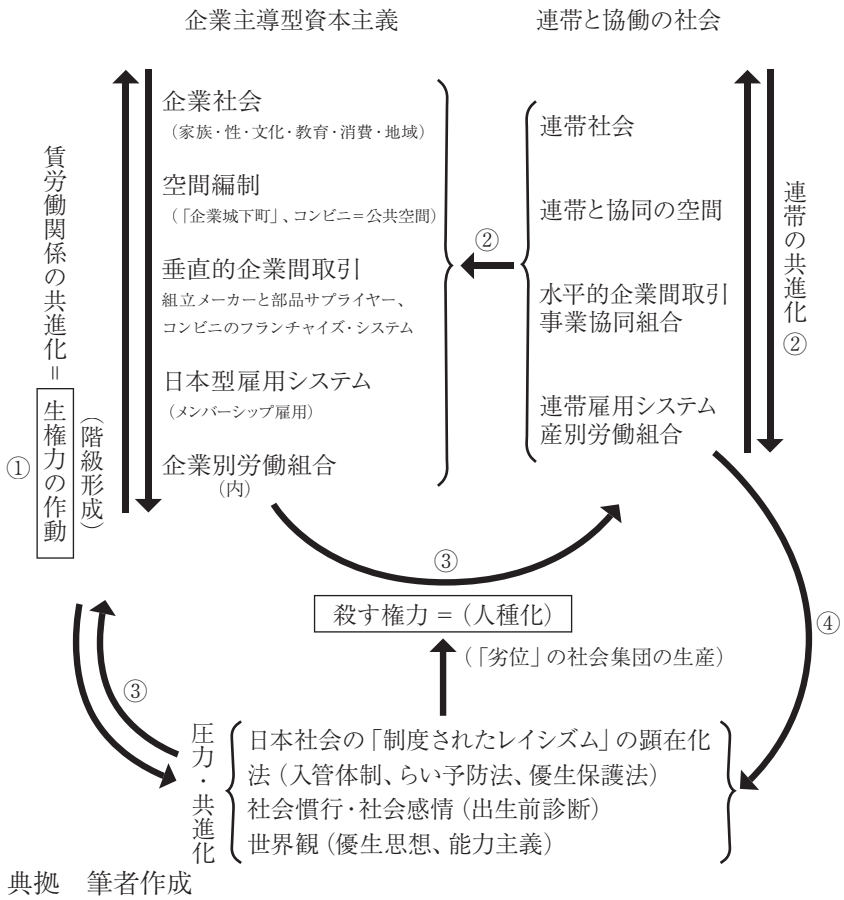 企業主導型資本主義
連帯と協働の社会
賃労働関係の共進化＝
生権力の作動
（階級形成）
①
企業社会
（家族・性・文化・教育・消費・地域）
空間編制
（「企業城下町」、コンビニ＝公共空間）
垂直的企業間取引
組立メーカーと部品サプライヤー、
コンビニのフランチャイズ・システム
日本型雇用システム
（メンバーシップ雇用）
企業別労働組合
（内）
②
連帯社会
連帯と協同の空間
水平的企業間取引
事業協同組合
連帯雇用システム
産別労働組合
連帯の共進化②
③
殺す権力 =（人種化）
（「劣位」の社会集団の生産）
④
③
圧力・共進化
日本社会の「制度されたレイシズム」の顕在化
法（入管体制、らい予防法、優生保護法）
社会慣行・社会感情（出生前診断）
世界観（優生思想、能力主義）
典拠　筆者作成